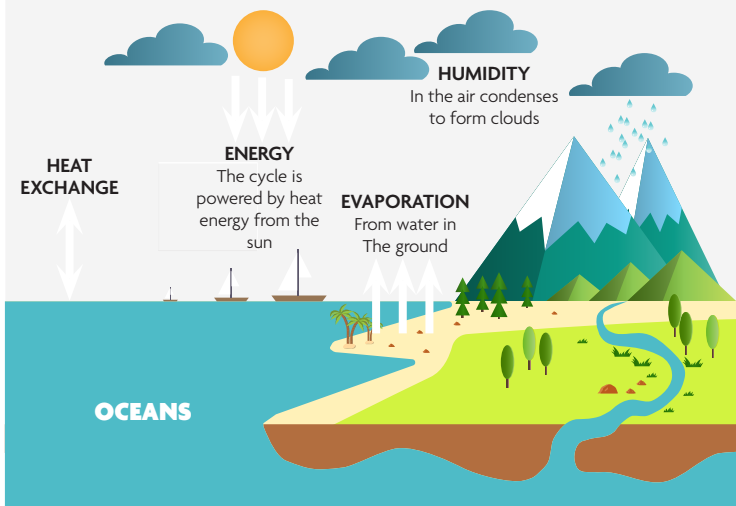 HUMIDITY
In the air condenses
to form clouds
ENERGY
The cycle is
powered by heat
energy from the
sun
HEAT
EXCHANGE
EVAPORATION
From water in
The ground
OCEANS